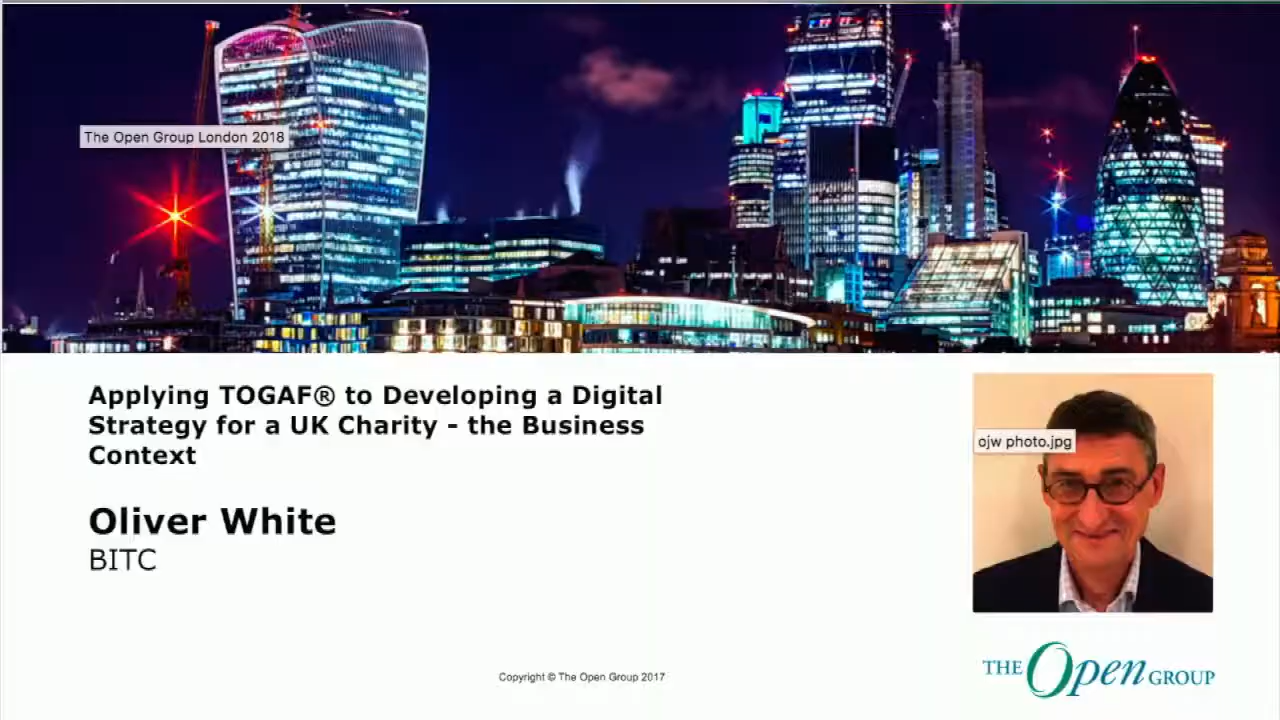 The Open Group London 2018
Applying TOGAF® to Developing a Digital
Strategy for a UK Charity - the Business
Context
ojw photo.jpg
Oliver White
BITC
THE Open GROUP
Copyright © The Open Group 2017